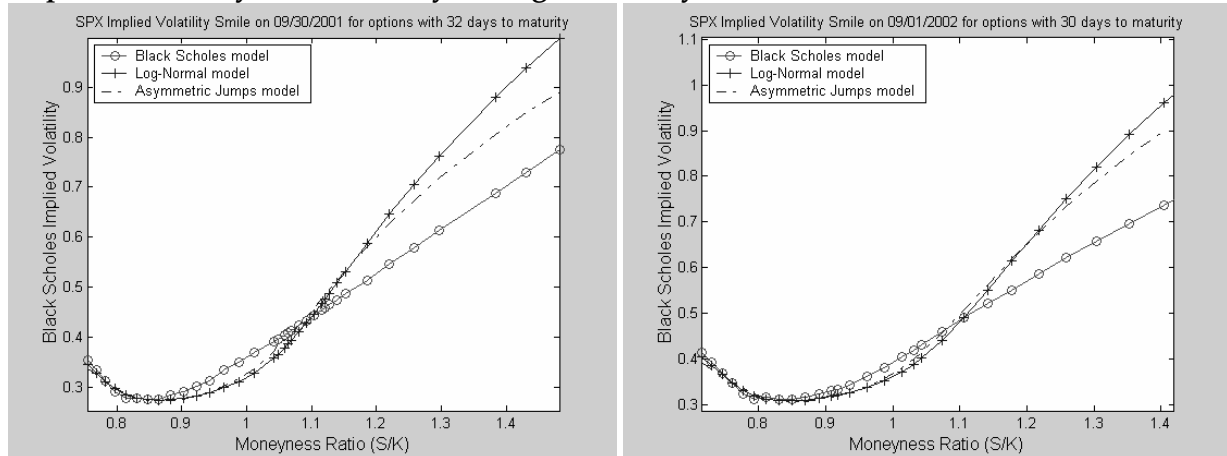 SPX Implied Volatility Smile on 09/30/2001 for options with 32 days to maturity
Black Scholes model
Log-Normal model
Asymmetric Jumps model
Black Scholes Implied Volatility
0.9
0.8
0.7
0.6
0.5
0.4
0.3
0.8 0.9 1 1.1 1.2 1.3 1.4
Moneyness Ratio (S/K)
SPX Implied Volatility Smile on 09/01/2002 for options with 30 days to maturity
Black Scholes model
Log-Normal model
Asymmetric Jumps model
Black Scholes Implied Volatility
1.1
1
0.9
0.8
0.7
0.6
0.5
0.4
0.3
0.8 0.9 1 1.1 1.2 1.3 1.4
Moneyness Ratio (S/K)